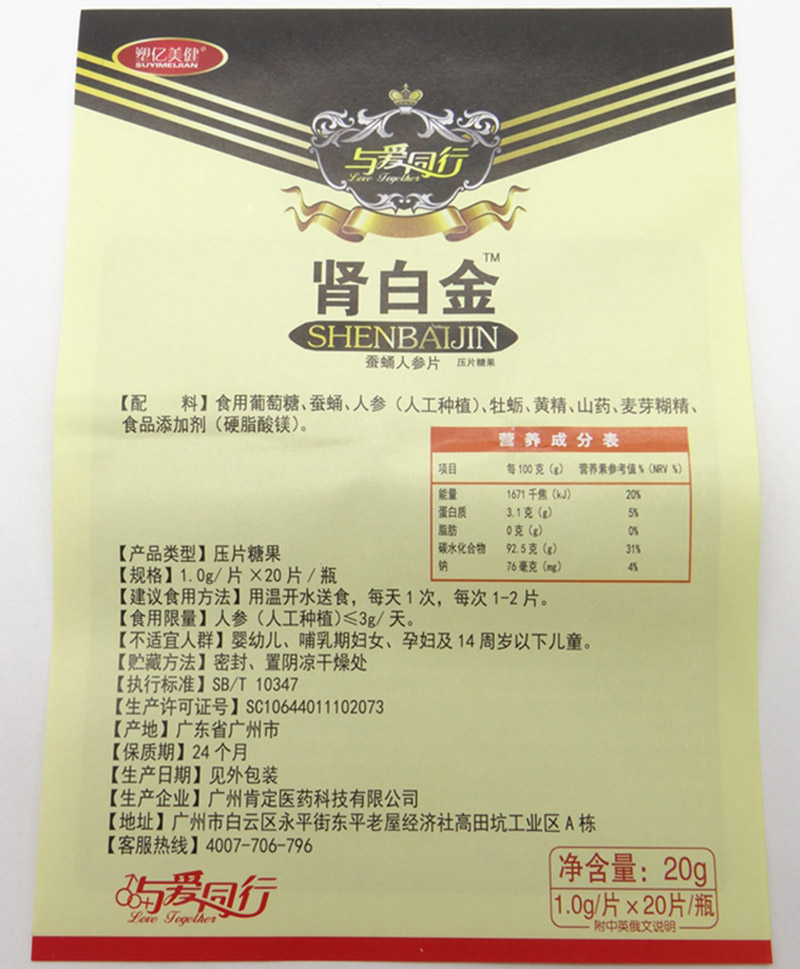 塑亿美健®
SUYIMEIJIAN
与爱同行
Love Together
肾白金™
SHENBAIJIN
蚕蛹人参片 压片糖果
【配 料】食用葡萄糖、蚕蛹、人参（人工种植）、牡蛎、黄精、山药、麦芽糊精、
食品添加剂（硬脂酸镁）。
营养成分表
项目 每100克（g） 营养素参考值%（NRV %）
能量 1671千焦（kJ） 20%
蛋白质 3.1克（g） 5%
脂肪 0克（g） 0%
碳水化合物 92.5克（g） 31%
钠 76毫克（mg） 4%
【产品类型】压片糖果
【规格】1.0g/片×20片/瓶
【建议食用方法】用温开水送食，每天1次，每次1-2片。
【食用限量】人参（人工种植）≤3g/天。
【不适宜人群】婴幼儿、哺乳期妇女、孕妇及14周岁以下儿童。
【贮藏方法】密封、置阴凉干燥处
【执行标准】SB/T 10347
【生产许可证号】SC10644011102073
【产地】广东省广州市
【保质期】24个月
【生产日期】见外包装
【生产企业】广州肯定医药科技有限公司
【地址】广州市白云区永平街东平老屋经济社高田坑工业区A栋
【客服热线】4007-706-796
与爱同行
Love Together
净含量：20g
1.0g/片×20片/瓶
附中英俄文说明